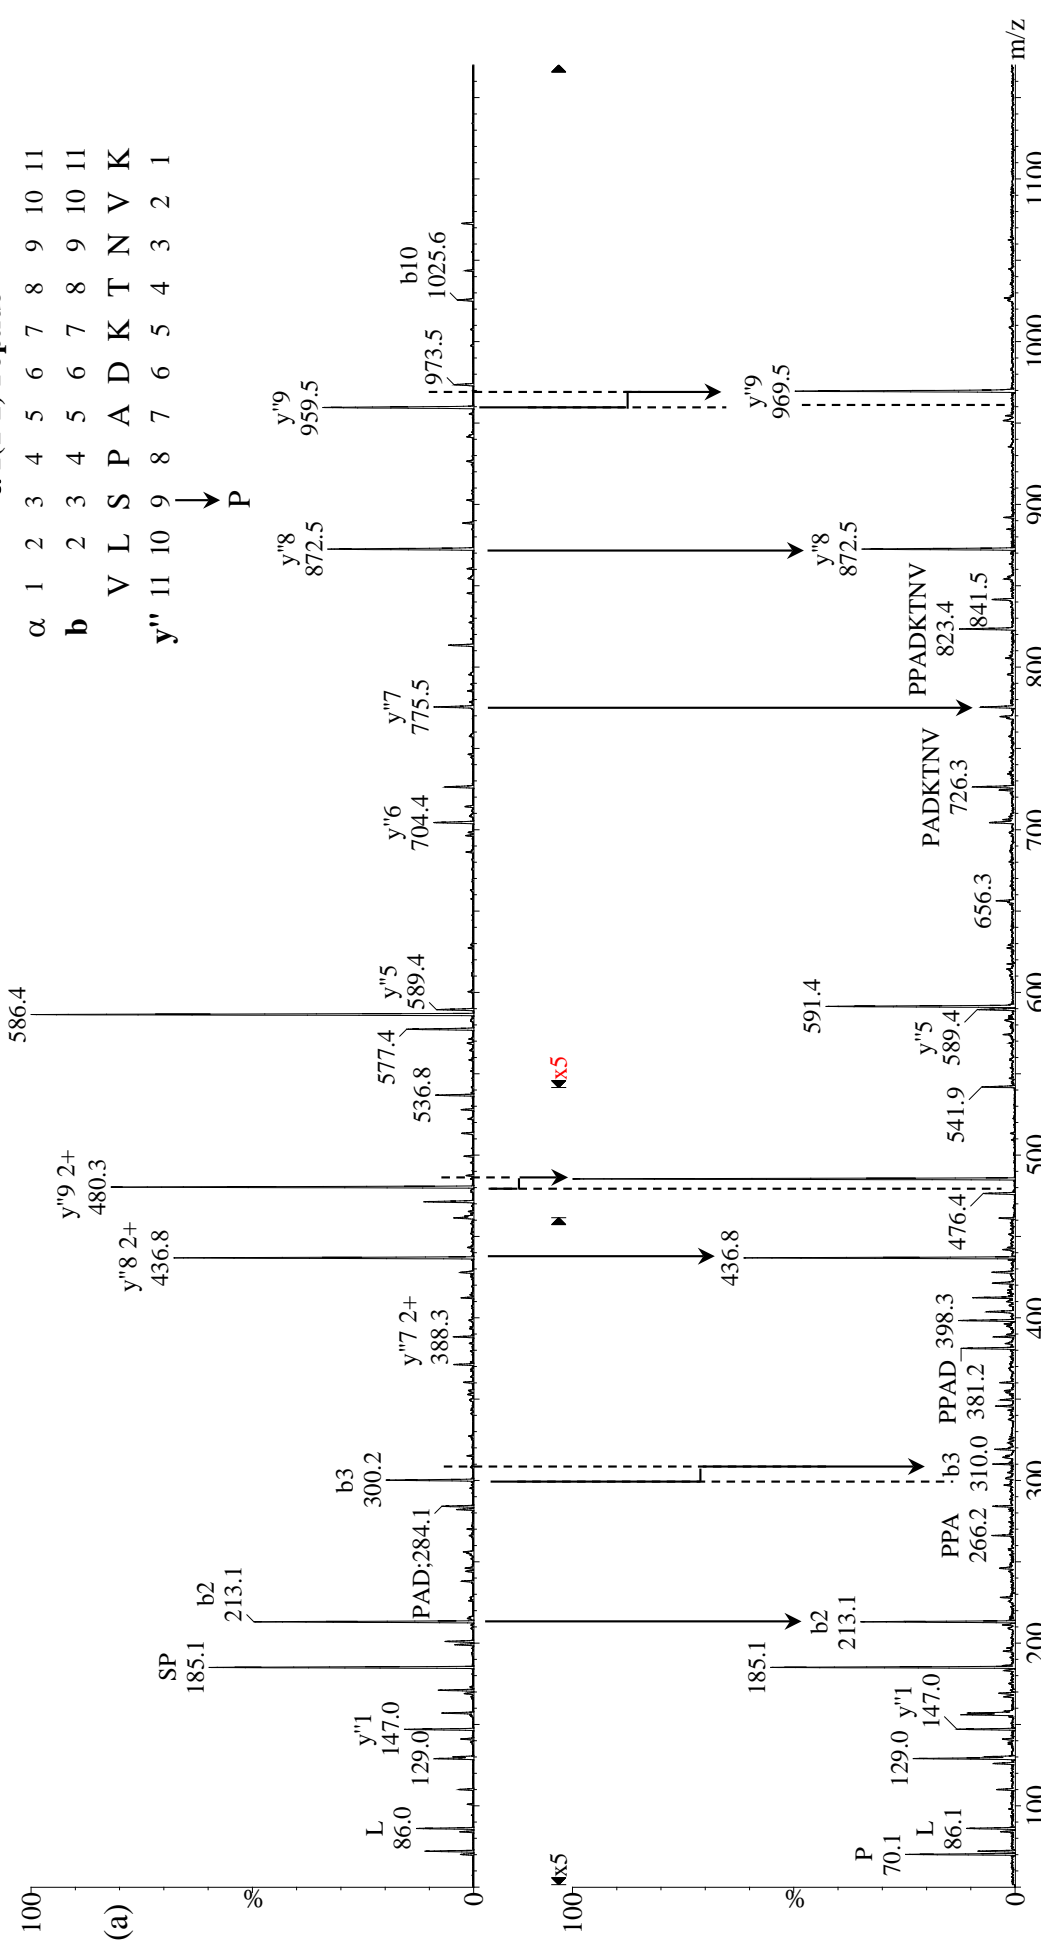 α 1 2 3 4 5 6 7 8 9 10 11
b 2 3 4 5 6 7 8 9 10 11
V L S P A D K T N V K
y'' 11 10 9 8 7 6 5 4 3 2 1
P
100
(a)
%
0
L
86.0
129.0
y"1
147.0
SP
185.1
b2
213.1
PAD;284.1
b3
300.2
y"7 2+
388.3
y"8 2+
436.8
y"9 2+
480.3
536.8
577.4
586.4
y"5
589.4
y"6
704.4
y"7
775.5
y"8
872.5
y"9
959.5
973.5
b10
1025.6
x5
x5
100
%
0
P
70.1
L
86.1
129.0
y"1
147.0
185.1
b2
213.1
PPA
266.2
b3
310.0
PPAD
381.2
398.3
436.8
476.4
541.9
y"5
589.4
591.4
656.3
PADKTNV
726.3
PPADKTNV
823.4
841.5
y"8
872.5
y"9
969.5
100 200 300 400 500 600 700 800 900 1000 1100
m/z